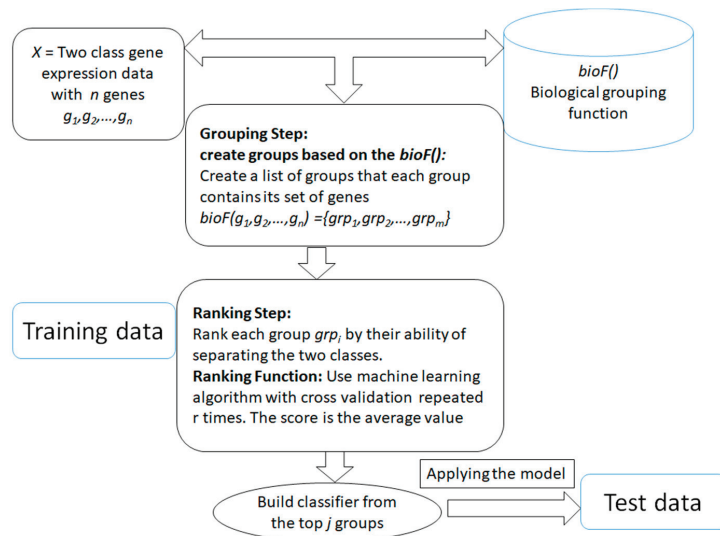 X = Two class gene
expression data
with n genes
g1,g2,...,gn
bioF()
Biological grouping
function
Grouping Step:
create groups based on the bioF():
Create a list of groups that each group
contains its set of genes
bioF(g1,g2,...,gn) ={grp1,grp2,...,grpm}
Training data
Ranking Step:
Rank each group grpi by their ability of
separating the two classes.
Ranking Function: Use machine learning
algorithm with cross validation repeated
r times. The score is the average value
Build classifier from
the top j groups
Applying the model
Test data